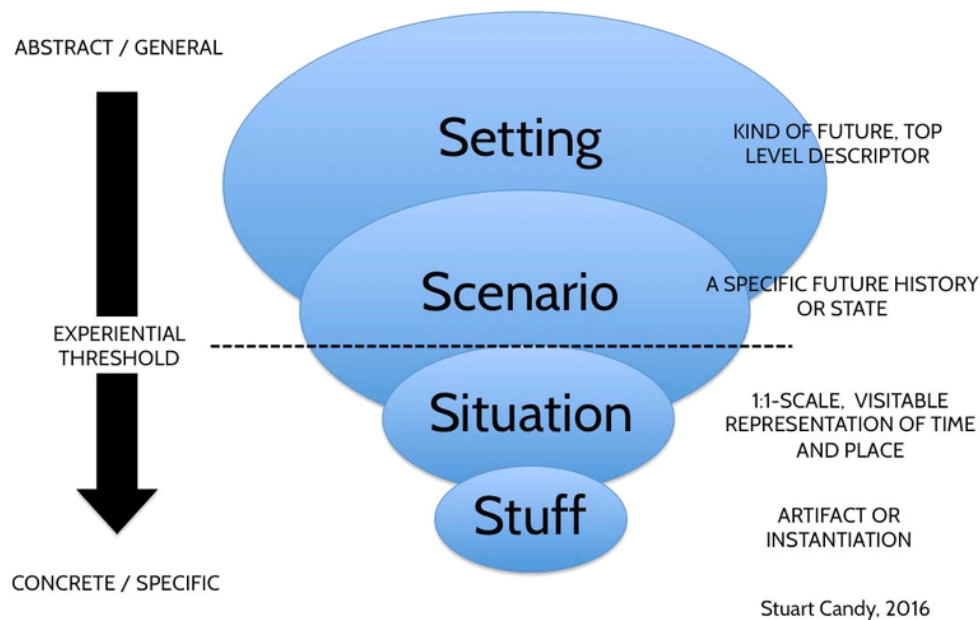 ABSTRACT / GENERAL
Setting
KIND OF FUTURE, TOP
LEVEL DESCRIPTOR
Scenario
A SPECIFIC FUTURE HISTORY
OR STATE
EXPERIENTIAL
THRESHOLD
Situation
1:1-SCALE, VISITABLE
REPRESENTATION OF TIME
AND PLACE
Stuff
ARTIFACT OR
INSTANTIATION
CONCRETE / SPECIFIC
Stuart Candy, 2016